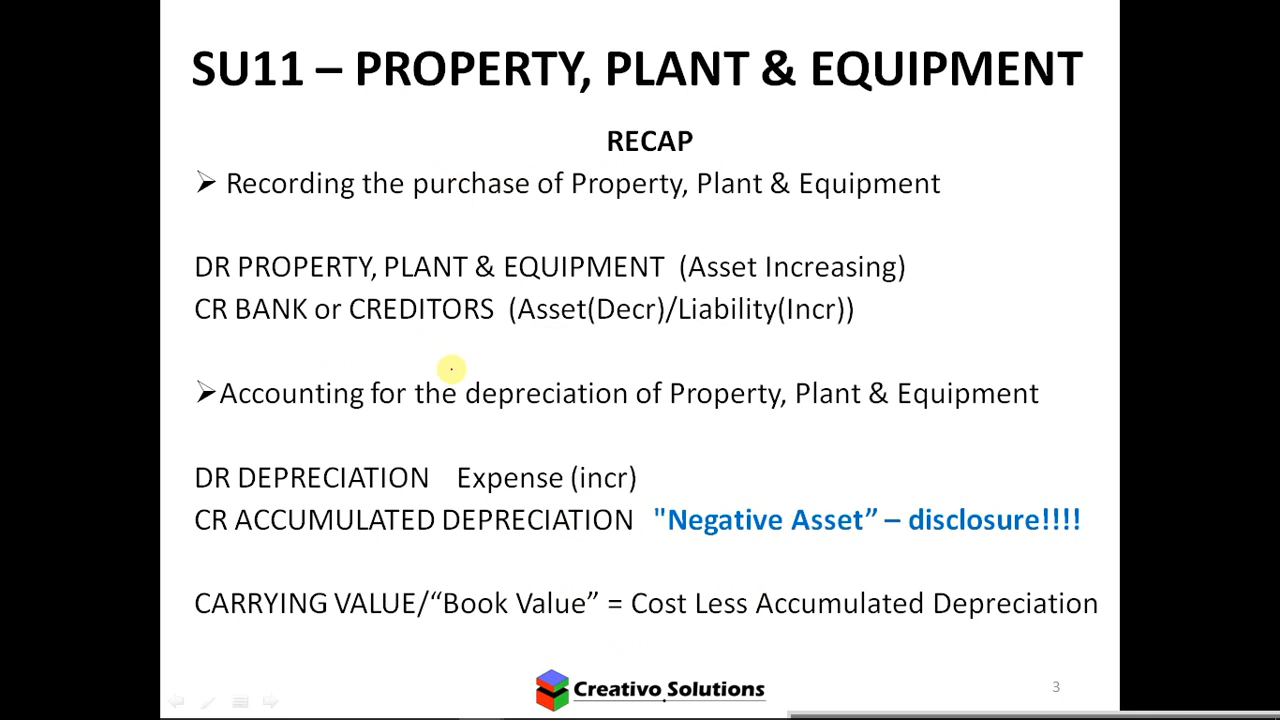 SU11 – PROPERTY, PLANT & EQUIPMENT
RECAP
➢ Recording the purchase of Property, Plant & Equipment
DR PROPERTY, PLANT & EQUIPMENT (Asset Increasing)
CR BANK or CREDITORS (Asset(Decr)/Liability(Incr))
➢Accounting for the depreciation of Property, Plant & Equipment
DR DEPRECIATION Expense (incr)
CR ACCUMULATED DEPRECIATION "Negative Asset” – disclosure!!!!
CARRYING VALUE/“Book Value” = Cost Less Accumulated Depreciation
Creativo Solutions
3